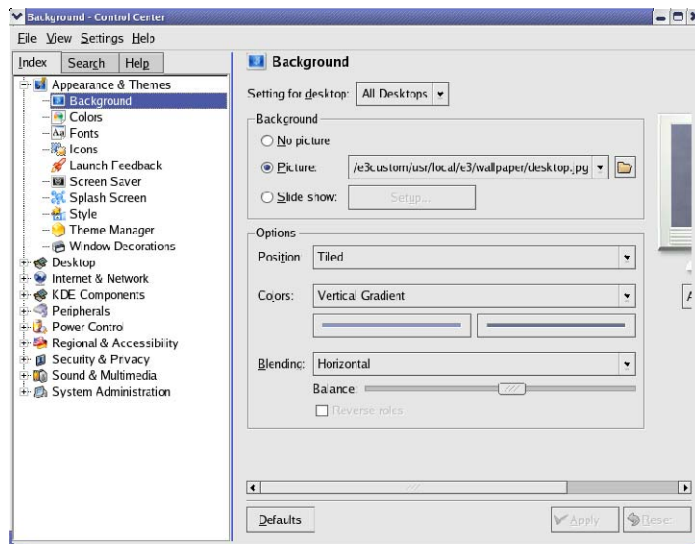 Background - Control Center
File View Settings Help
Index Search Help
Appearance & Themes
Background
Colors
Fonts
Icons
Launch Feedback
Screen Saver
Splash Screen
Style
Theme Manager
Window Decorations
Desktop
Internet & Network
KDE Components
Peripherals
Power Control
Regional & Accessibility
Security & Privacy
Sound & Multimedia
System Administration
Background
Setting for desktop: All Desktops
Background
No picture
Picture: /e3custom/usr/local/e3/wallpaper/desktop.jpg
Slide show: Setup...
Options
Position Tiled
Colors: Vertical Gradient
Blending: Horizontal
Balance:
Reverse roles
Defaults
Apply
Reset